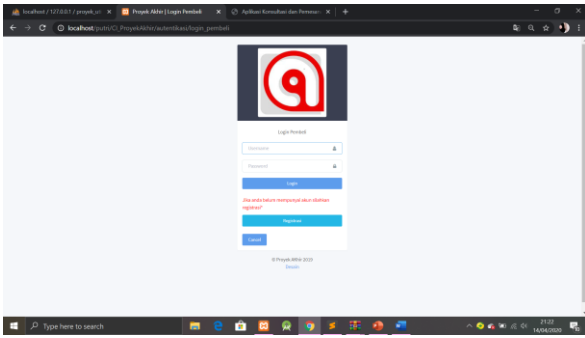 localhost / 127.0.0.1 / proyek_
Proyek Akhir | Login Pembeli
Aplikasi Konsultasi dan Pemesan
localhost/putri/CI_ProyekAkhir/autentikasi/login_pembeli
Login Pembeli
Username
Password
Login
Jika anda belum mempunyai akun silahkan
registrasi!
Registrasi
Cancel
© Proyek Akhir 2019
Type here to search
21:22
14/04/2020